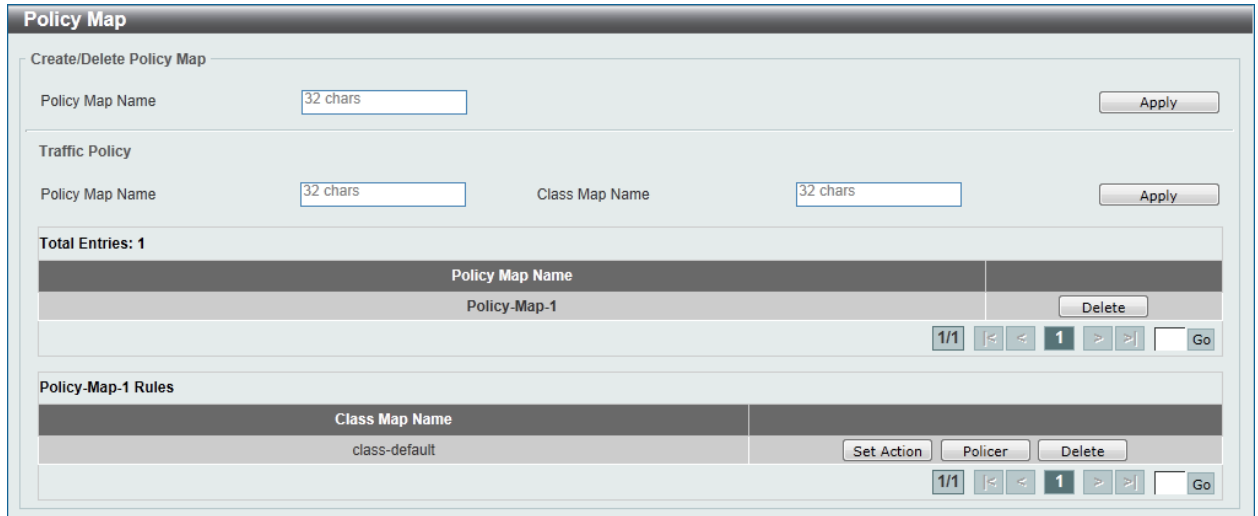 Policy Map
Create/Delete Policy Map
Policy Map Name 32 chars Apply
Traffic Policy
Policy Map Name 32 chars Class Map Name 32 chars Apply
Total Entries: 1
Policy Map Name
Policy-Map-1 Delete
1/1 |< < 1 > >| Go
Policy-Map-1 Rules
Class Map Name
class-default Set Action Policer Delete
1/1 |< < 1 > >| Go